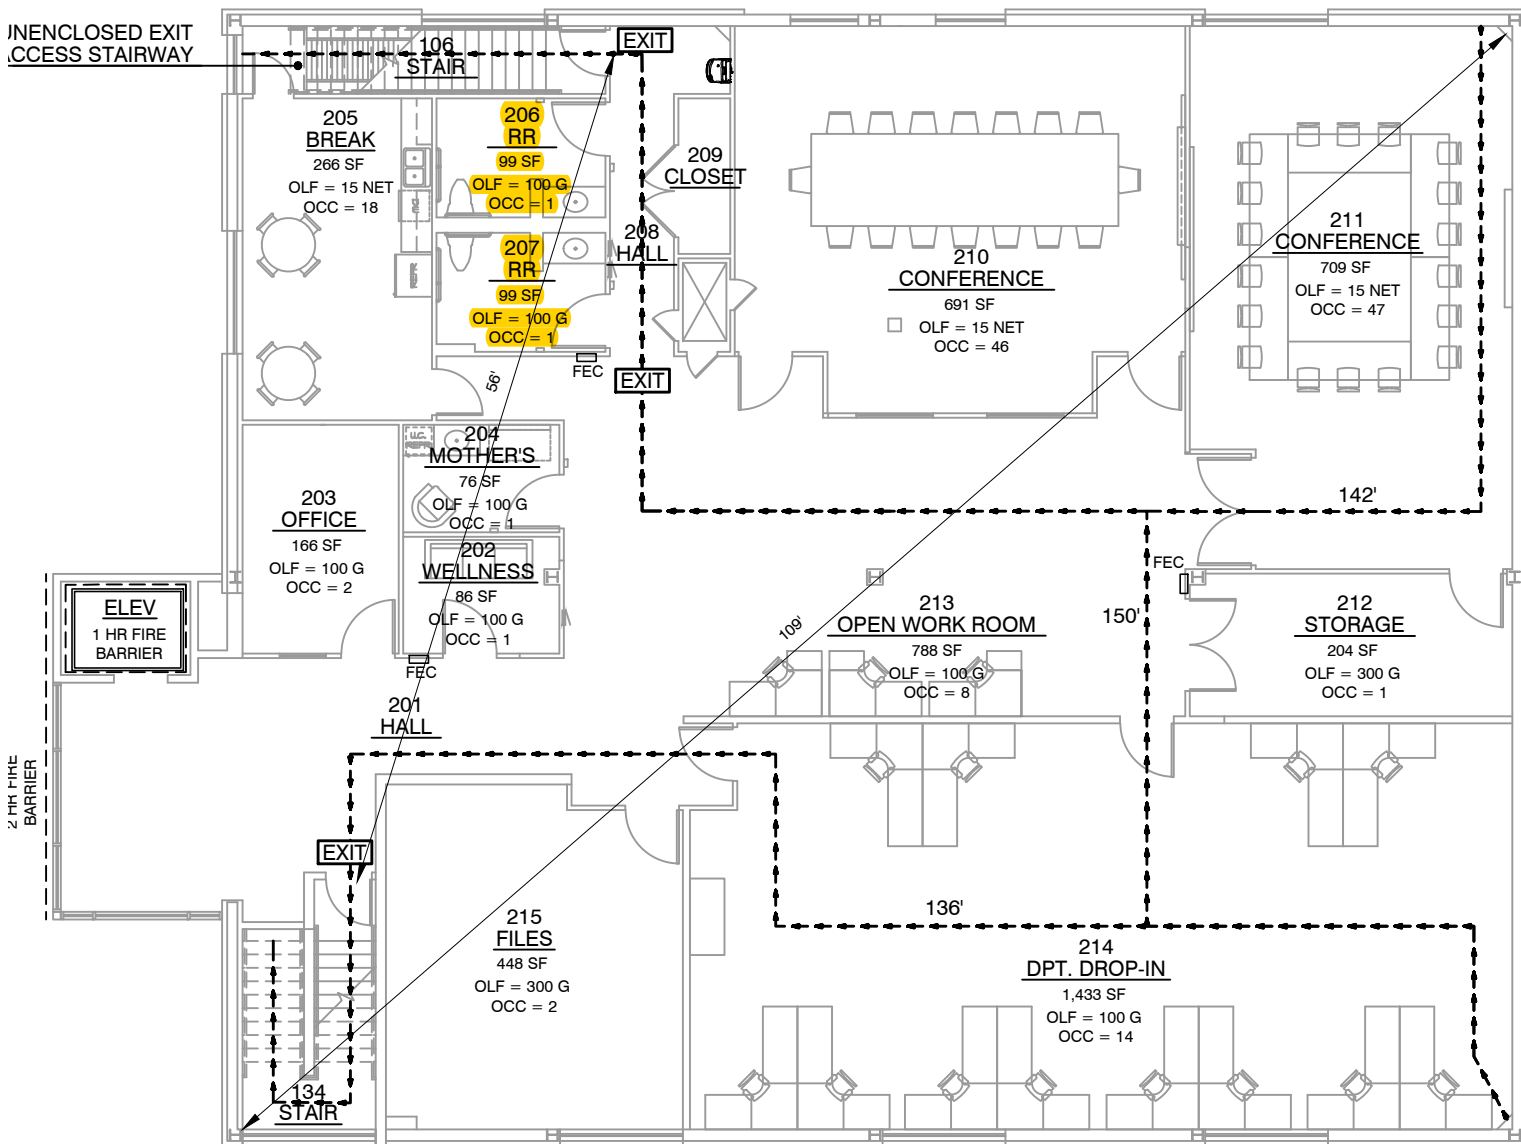 UNENCLOSED EXIT
ACCESS STAIRWAY
106
STAIR
EXIT
205
BREAK
266 SF
OLF = 15 NET
OCC = 18
206
RR
99 SF
OLF = 100 G
OCC = 1
209
CLOSET
207
RR
99 SF
OLF = 100 G
OCC = 1
208
HALL
REFR
210
CONFERENCE
691 SF
OLF = 15 NET
OCC = 46
211
CONFERENCE
709 SF
OLF = 15 NET
OCC = 47
FEC
EXIT
56'
204
MOTHER'S
76 SF
OLF = 100 G
OCC = 1
203
OFFICE
166 SF
OLF = 100 G
OCC = 2
142'
202
WELLNESS
86 SF
OLF = 100 G
OCC = 1
FEC
ELEV
1 HR FIRE
BARRIER
213
OPEN WORK ROOM
788 SF
OLF = 100 G
OCC = 8
109'
150'
212
STORAGE
204 SF
OLF = 300 G
OCC = 1
FEC
201
HALL
2 HR FIRE
BARRIER
EXIT
215
FILES
448 SF
OLF = 300 G
OCC = 2
136'
214
DPT. DROP-IN
1,433 SF
OLF = 100 G
OCC = 14
134
STAIR